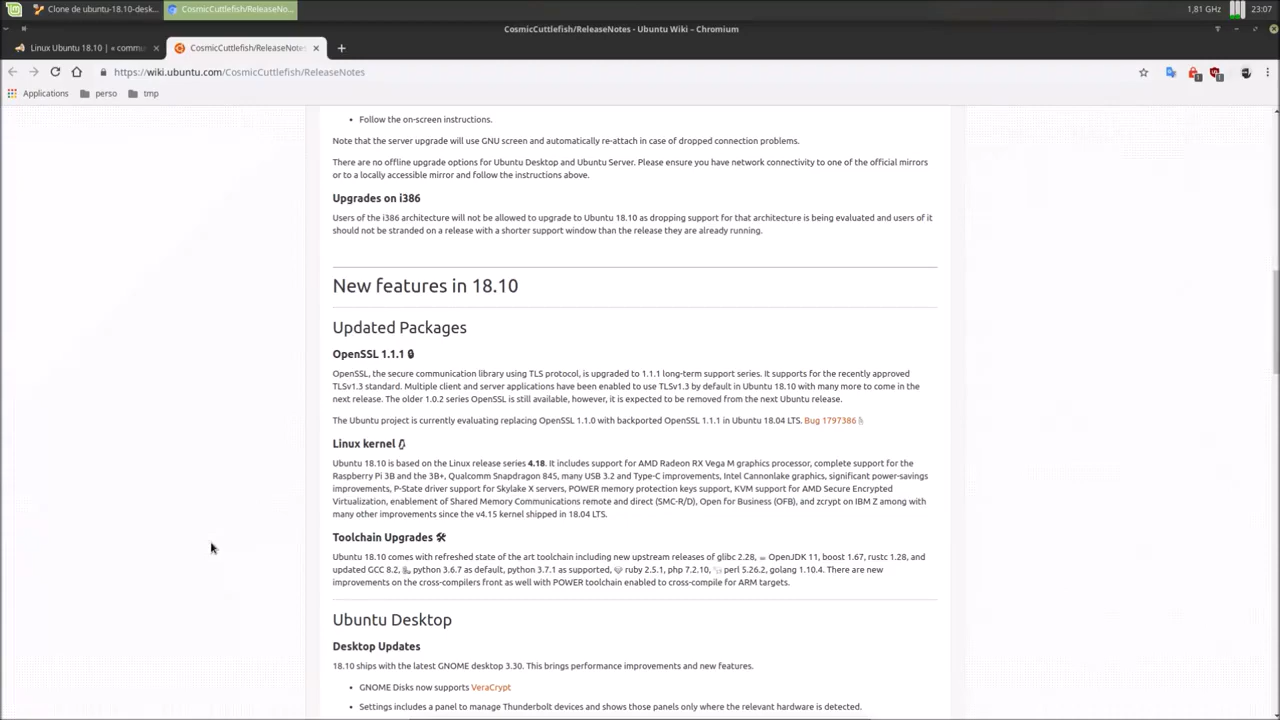 Clone de ubuntu-18.10-desk...
CosmicCuttlefish/ReleaseNo...
1,81 GHz
23:07
CosmicCuttlefish/ReleaseNotes - Ubuntu Wiki – Chromium
Linux Ubuntu 18.10 | « commu
CosmicCuttlefish/ReleaseNotes
https://wiki.ubuntu.com/CosmicCuttlefish/ReleaseNotes
Applications perso tmp
• Follow the on-screen instructions.
Note that the server upgrade will use GNU screen and automatically re-attach in case of dropped connection problems.
There are no offline upgrade options for Ubuntu Desktop and Ubuntu Server. Please ensure you have network connectivity to one of the official mirrors
or to a locally accessible mirror and follow the instructions above.
Upgrades on i386
Users of the i386 architecture will not be allowed to upgrade to Ubuntu 18.10 as dropping support for that architecture is being evaluated and users of it
should not be stranded on a release with a shorter support window than the release they are already running.
New features in 18.10
Updated Packages
OpenSSL 1.1.1
OpenSSL, the secure communication library using TLS protocol, is upgraded to 1.1.1 long-term support series. It supports for the recently approved
TLSv1.3 standard. Multiple client and server applications have been enabled to use TLSv1.3 by default in Ubuntu 18.10 with many more to come in the
next release. The older 1.0.2 series OpenSSL is still available, however, it is expected to be removed from the next Ubuntu release.
The Ubuntu project is currently evaluating replacing OpenSSL 1.1.0 with backported OpenSSL 1.1.1 in Ubuntu 18.04 LTS. Bug 1797386
Linux kernel
Ubuntu 18.10 is based on the Linux release series 4.18. It includes support for AMD Radeon RX Vega M graphics processor, complete support for the
Raspberry Pi 3B and the 3B+, Qualcomm Snapdragon 845, many USB 3.2 and Type-C improvements, Intel Cannonlake graphics, significant power-savings
improvements, P-State driver support for Skylake X servers, POWER memory protection keys support, KVM support for AMD Secure Encrypted
Virtualization, enablement of Shared Memory Communications remote and direct (SMC-R/D), Open for Business (OFB), and zcrypt on IBM Z among with
many other improvements since the v4.15 kernel shipped in 18.04 LTS.
Toolchain Upgrades
Ubuntu 18.10 comes with refreshed state of the art toolchain including new upstream releases of glibc 2.28, OpenJDK 11, boost 1.67, rustc 1.28, and
updated GCC 8.2, python 3.6.7 as default, python 3.7.1 as supported, ruby 2.5.1, php 7.2.10, perl 5.26.2, golang 1.10.4. There are new
improvements on the cross-compilers front as well with POWER toolchain enabled to cross-compile for ARM targets.
Ubuntu Desktop
Desktop Updates
18.10 ships with the latest GNOME desktop 3.30. This brings performance improvements and new features.
• GNOME Disks now supports VeraCrypt
• Settings includes a panel to manage Thunderbolt devices and shows those panels only where the relevant hardware is detected.